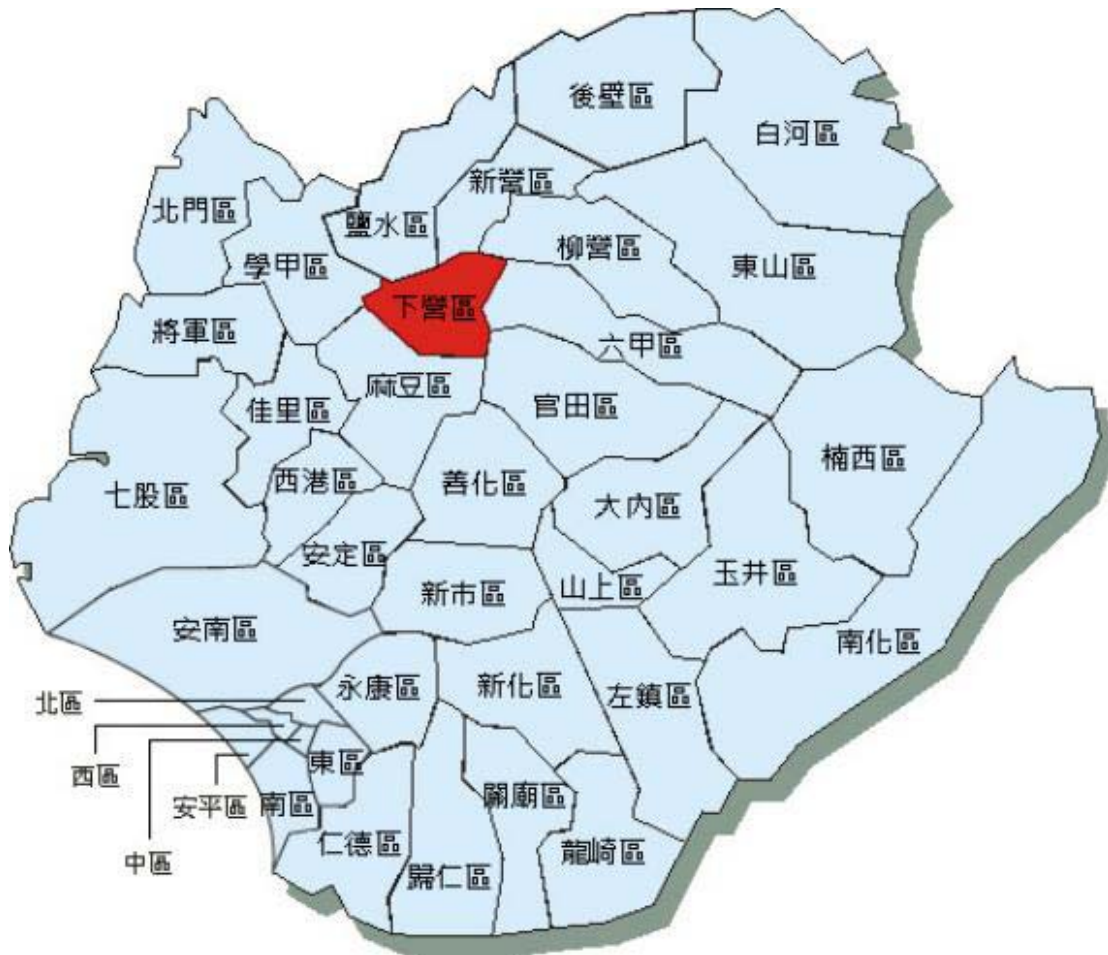 後壁區
白河區
新營區
北門區
鹽水區
柳營區
學甲區
東山區
下營區
將軍區
六甲區
麻豆區
佳里區
官田區
楠西區
西港區
善化區
七股區
大內區
安定區
玉井區
山上區
新市區
安南區
南化區
永康區
新化區
左鎮區
北區
東區
西區
關廟區
安平區
南區
仁德區
龍崎區
中區
歸仁區